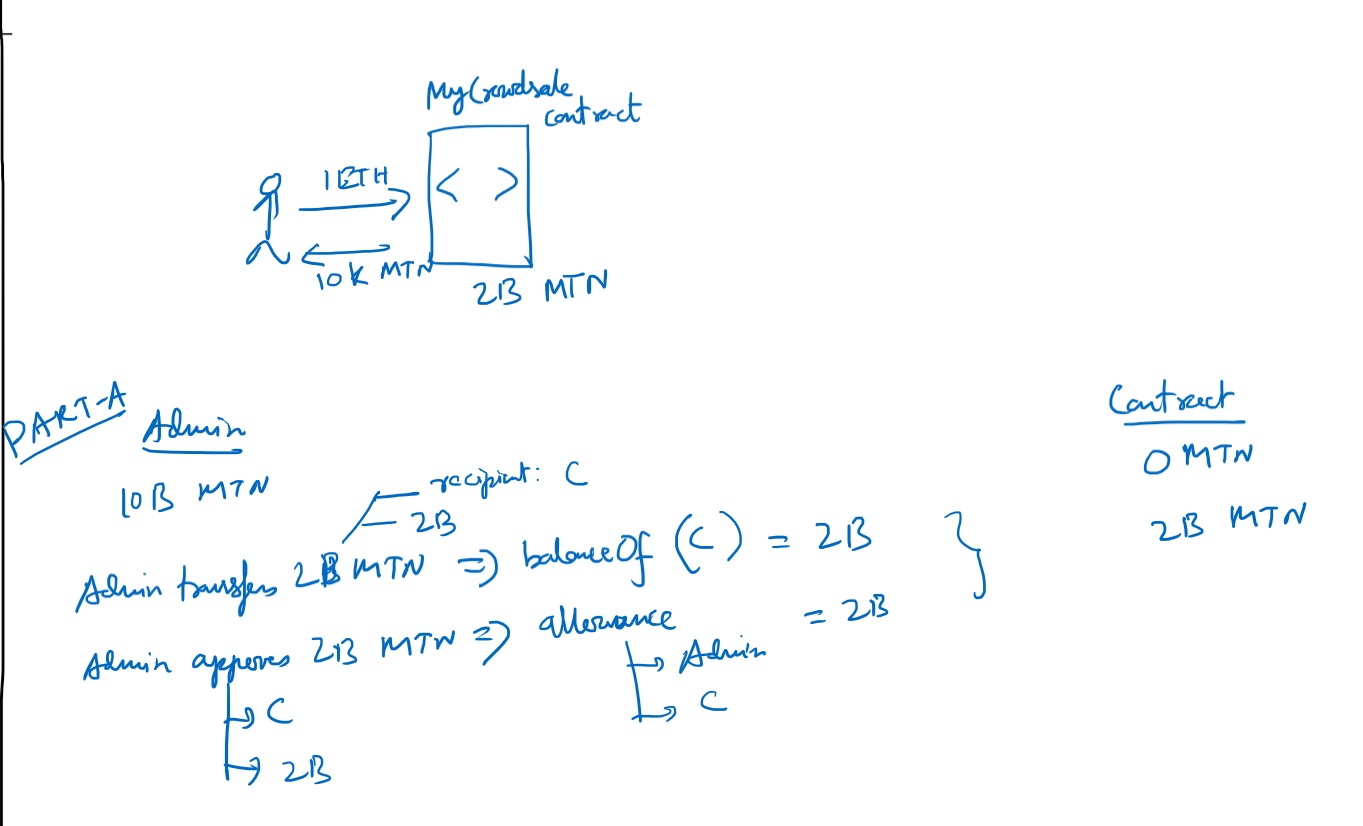 MyCrowdsale
contract
1ETH
< >
10K MTN
2B MTN
PART-A
Admin
Contract
10B MTN
0 MTN
recipient: C
2B
2B MTN
Admin transfers 2B MTN => balanceOf (C) = 2B }
Admin approves 2B MTN => allowance = 2B
Admin
C
C
2B